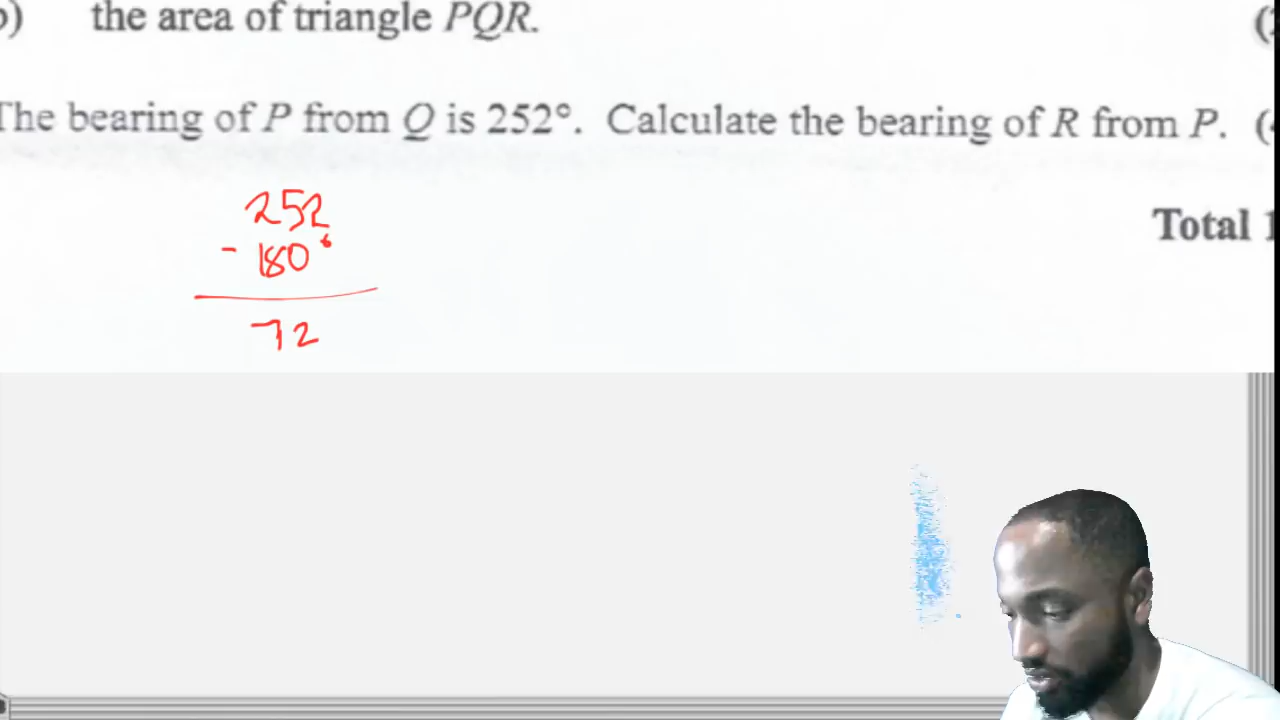 ) the area of triangle PQR. (
The bearing of P from Q is 252°. Calculate the bearing of R from P. (
Total 1
252
- 180°
72